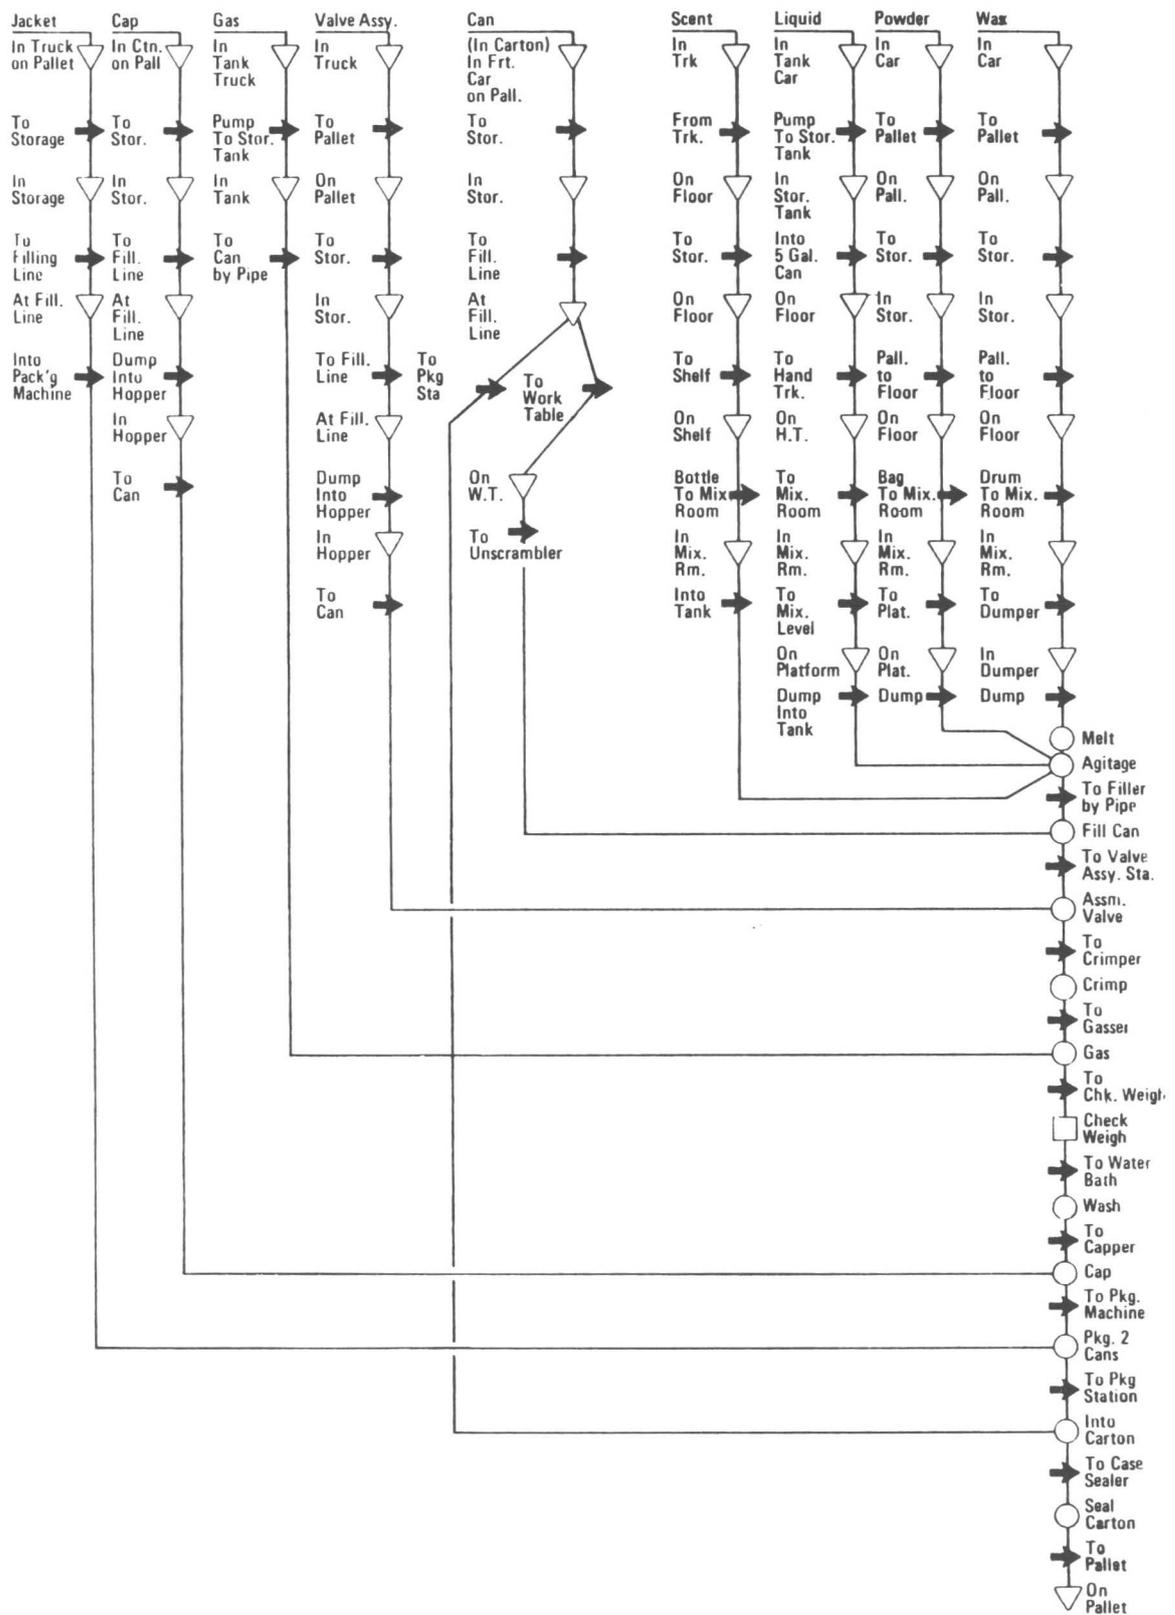 Jacket
In Truck
on Pallet
To
Storage
In
Storage
To
Filling
Line
At Fill.
Line
Into
Pack'g
Machine
Cap
In Ctn.
on Pall
To
Stor.
In
Stor.
To
Fill.
Line
At
Fill.
Line
Dump
Into
Hopper
In
Hopper
To
Can
Gas
In
Tank
Truck
Pump
To Stor.
Tank
In
Tank
To
Can
by Pipe
Valve Assy.
In
Truck
To
Pallet
On
Pallet
To
Stor.
In
Stor.
To Fill.
Line
At Fill.
Line
Dump
Into
Hopper
In
Hopper
To
Can
Can
(In Carton)
In Frt.
Car
on Pall.
To
Stor.
In
Stor.
To
Fill.
Line
At
Fill.
Line
To
Pkg
Sta
To
Work
Table
On
W.T.
To
Unscrambler
Scent
In
Trk
From
Trk.
On
Floor
To
Stor.
On
Floor
To
Shelf
On
Shelf
Bottle
To Mix
Room
In
Mix.
Rm.
Into
Tank
Liquid
In
Tank
Car
Pump
To Stor.
Tank
In
Stor.
Tank
Into
5 Gal.
Can
On
Floor
To
Hand
Trk.
On
H.T.
To
Mix.
Room
In
Mix.
Rm.
To
Mix.
Level
On
Platform
Dump
Into
Tank
Powder
In
Car
To
Pallet
On
Pall.
To
Stor.
In
Stor.
Pall.
to
Floor
On
Floor
Bag
To Mix.
Room
In
Mix.
Rm.
To
Plat.
On
Plat.
Dump
Wax
In
Car
To
Pallet
On
Pall.
To
Stor.
In
Stor.
Pall.
to
Floor
On
Floor
Drum
To Mix.
Room
In
Mix.
Rm.
To
Dumper
In
Dumper
Dump
Melt
Agitage
To Filler
by Pipe
Fill Can
To Valve
Assy. Sta.
Assm.
Valve
To
Crimper
Crimp
To
Gasser
Gas
To
Chk. Weigh
Check
Weigh
To Water
Bath
Wash
To
Capper
Cap
To Pkg.
Machine
Pkg. 2
Cans
To Pkg
Station
Into
Carton
To Case
Sealer
Seal
Carton
To
Pallet
On
Pallet